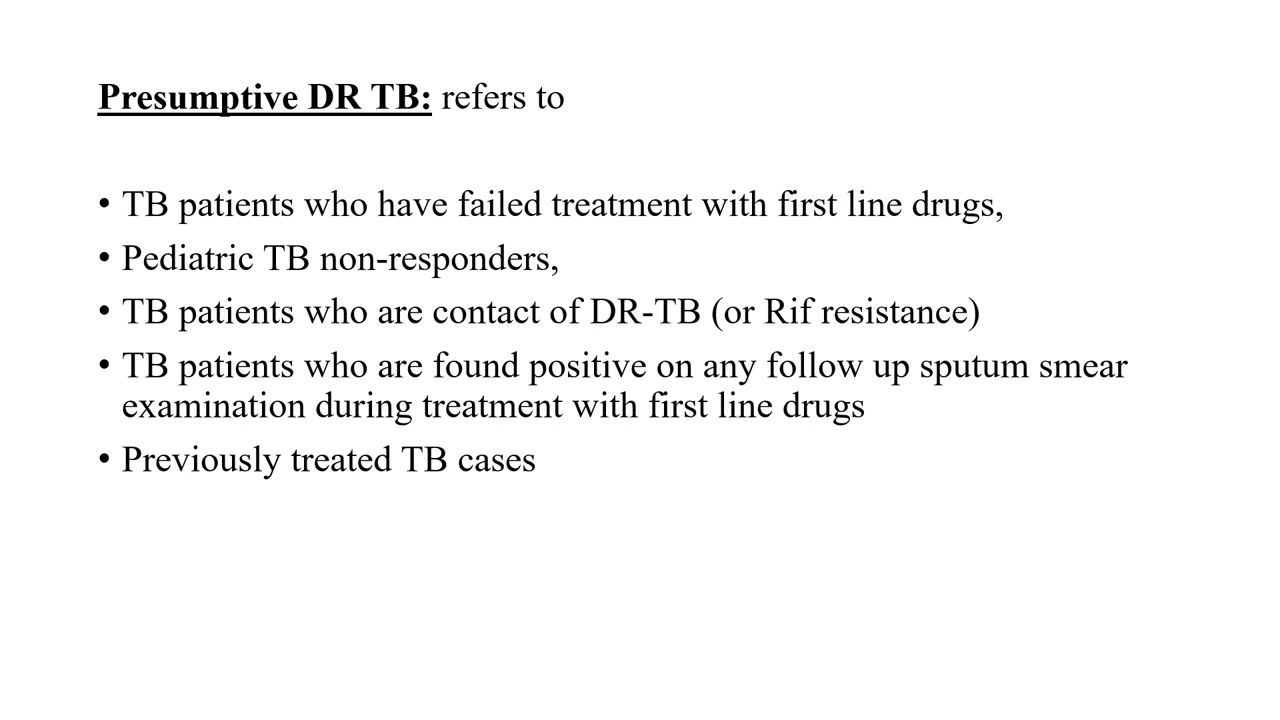 Presumptive DR TB: refers to
• TB patients who have failed treatment with first line drugs,
• Pediatric TB non-responders,
• TB patients who are contact of DR-TB (or Rif resistance)
• TB patients who are found positive on any follow up sputum smear
examination during treatment with first line drugs
• Previously treated TB cases